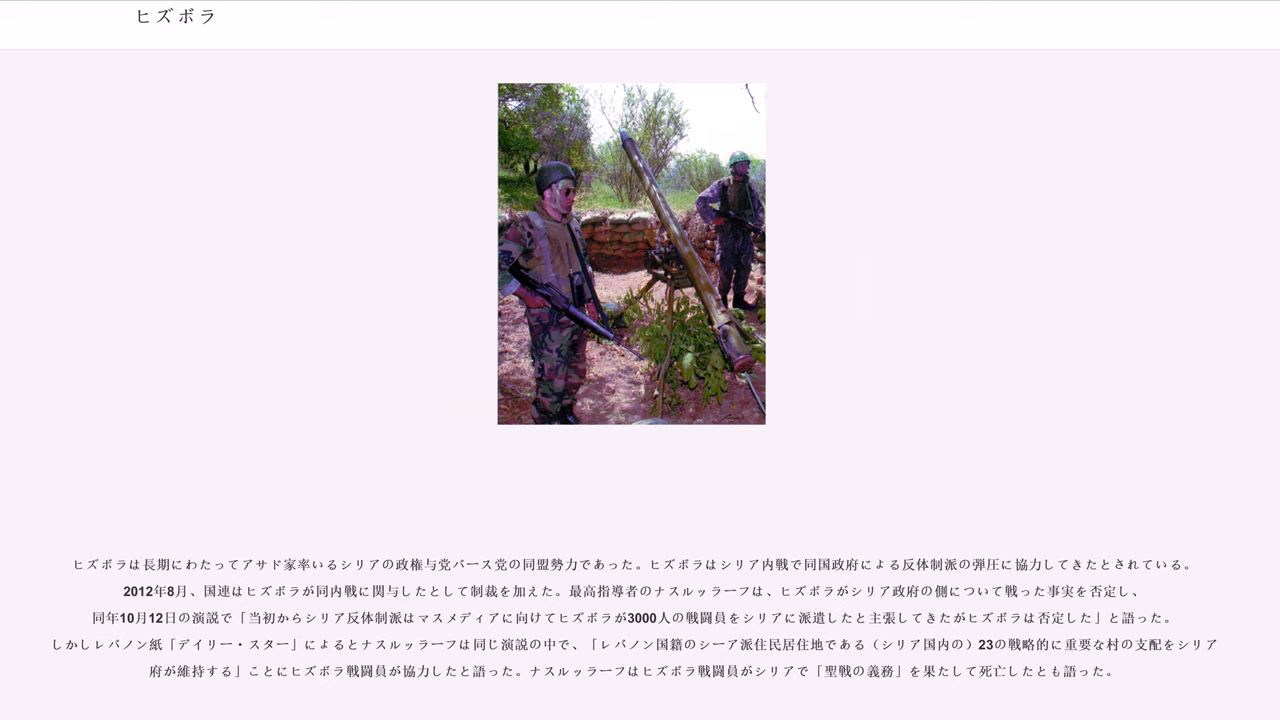 ヒズボラ
ヒズボラは長期にわたってアサド家率いるシリアの政権与党バース党の同盟勢力であった。ヒズボラはシリア内戦で同国政府による反体制派の弾圧に協力してきたとされている。
2012年8月、国連はヒズボラが同内戦に関与したとして制裁を加えた。最高指導者のナスルッラーフは、ヒズボラがシリア政府の側について戦った事実を否定し、
同年10月12日の演説で「当初からシリア反体制派はマスメディアに向けてヒズボラが3000人の戦闘員をシリアに派遣したと主張してきたがヒズボラは否定した」と語った。
しかしレバノン紙「デイリー・スター」によるとナスルッラーフは同じ演説の中で、「レバノン国籍のシーア派住民居住地である（シリア国内の）23の戦略的に重要な村の支配をシリア
府が維持する」ことにヒズボラ戦闘員が協力したと語った。ナスルッラーフはヒズボラ戦闘員がシリアで「聖戦の義務」を果たして死亡したとも語った。